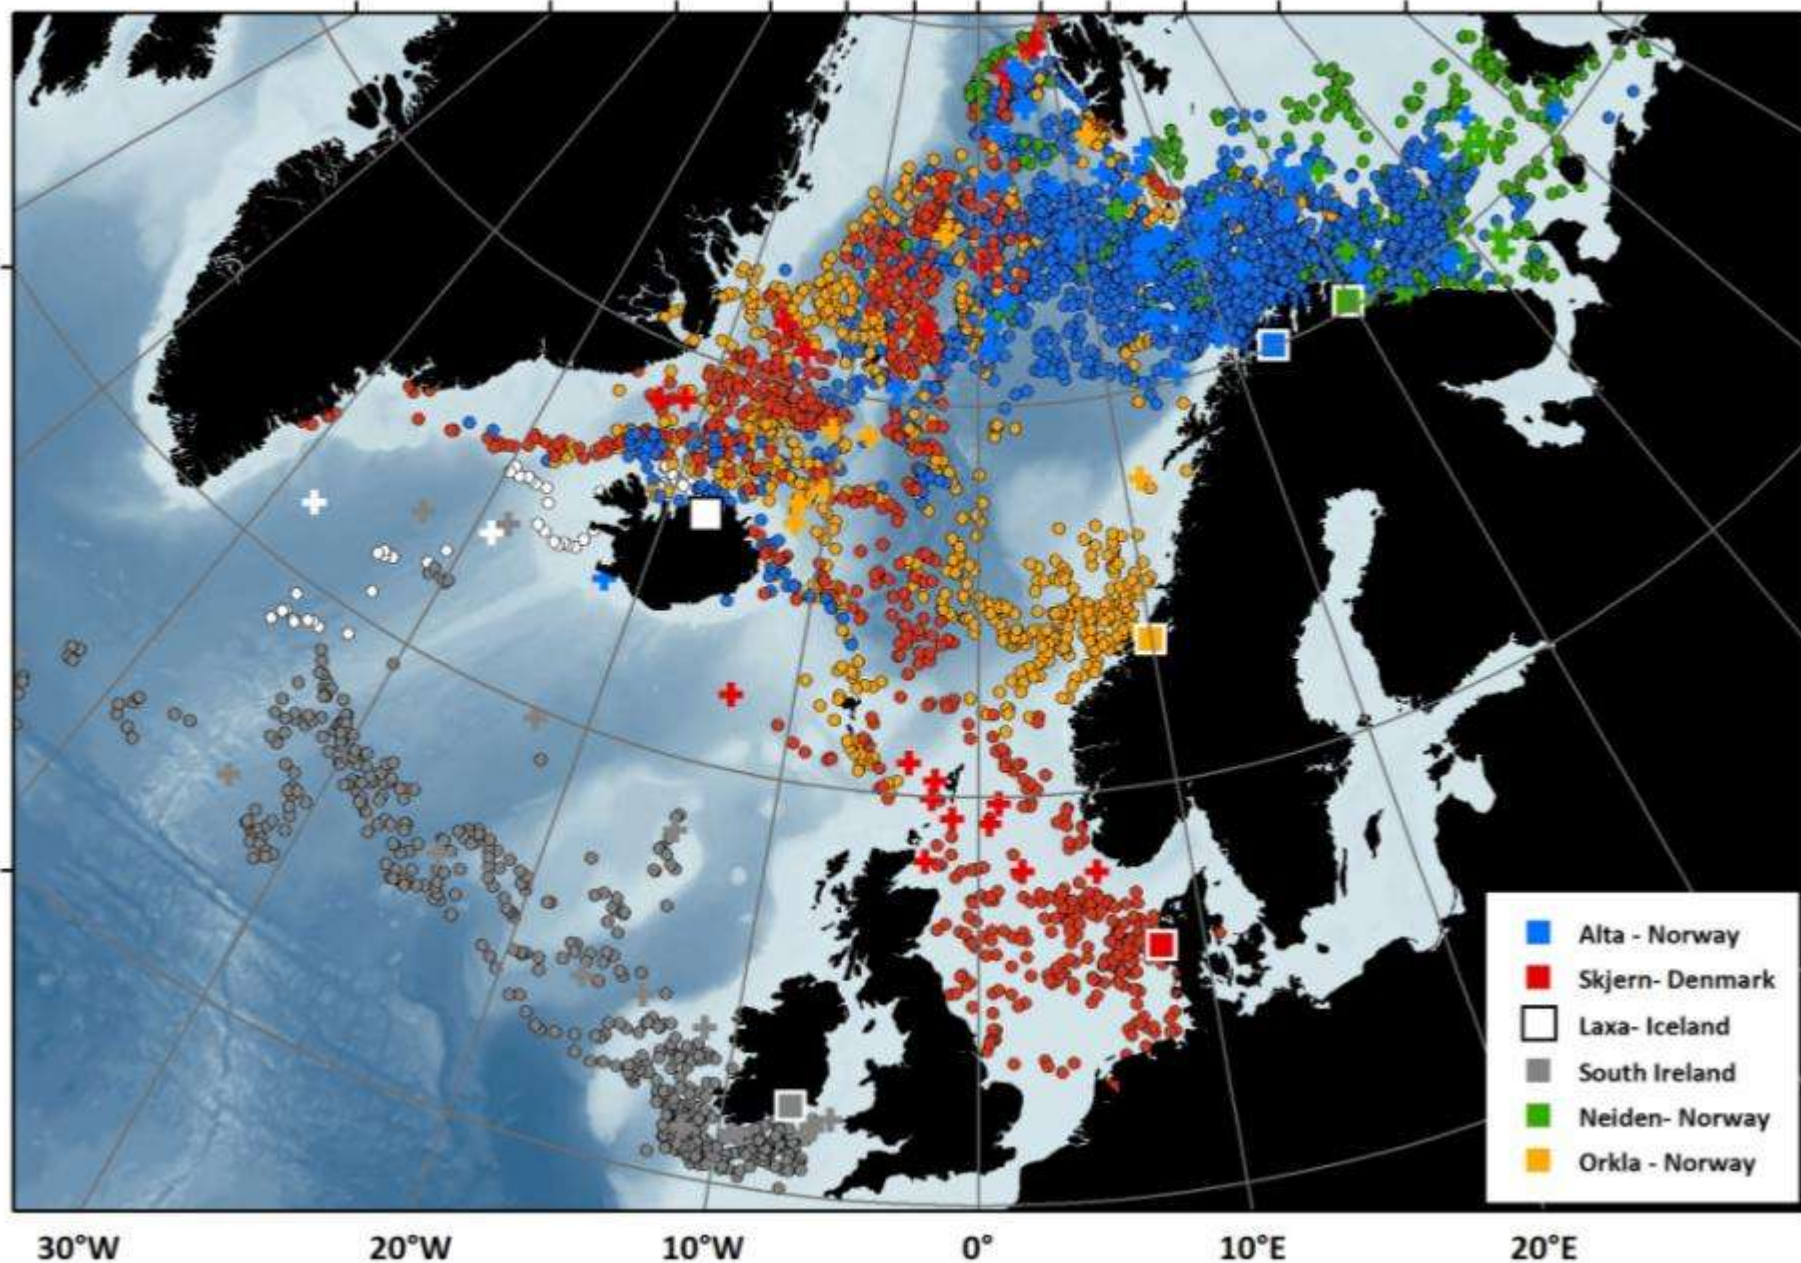 Alta - Norway
Skjern- Denmark
Laxa- Iceland
South Ireland
Neiden- Norway
Orkla - Norway
30°W 20°W 10°W 0° 10°E 20°E